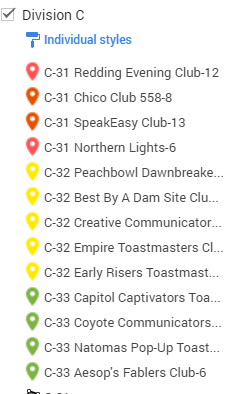 Division C
Individual styles
C-31 Redding Evening Club-12
C-31 Chico Club 558-8
C-31 SpeakEasy Club-13
C-31 Northern Lights-6
C-32 Peachbowl Dawnbreake...
C-32 Best By A Dam Site Clu...
C-32 Creative Communicator...
C-32 Empire Toastmasters Cl...
C-32 Early Risers Toastmast...
C-33 Capitol Captivators Toa...
C-33 Coyote Communicators...
C-33 Natomas Pop-Up Toast...
C-33 Aesop's Fablers Club-6